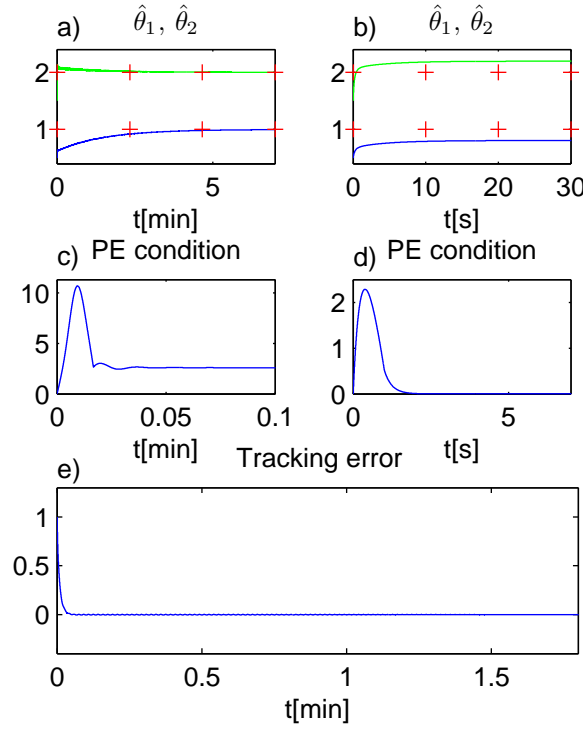 a) θ̂₁, θ̂₂ b) θ̂₁, θ̂₂
2 2
1 1
0 5 0 10 20 30
t[min] t[s]
c) PE condition d) PE condition
10
5
0
2
1
0
0 0.05 0.1 0 5
t[min] t[s]
e) Tracking error
1
0.5
0
0 0.5 1 1.5
t[min]